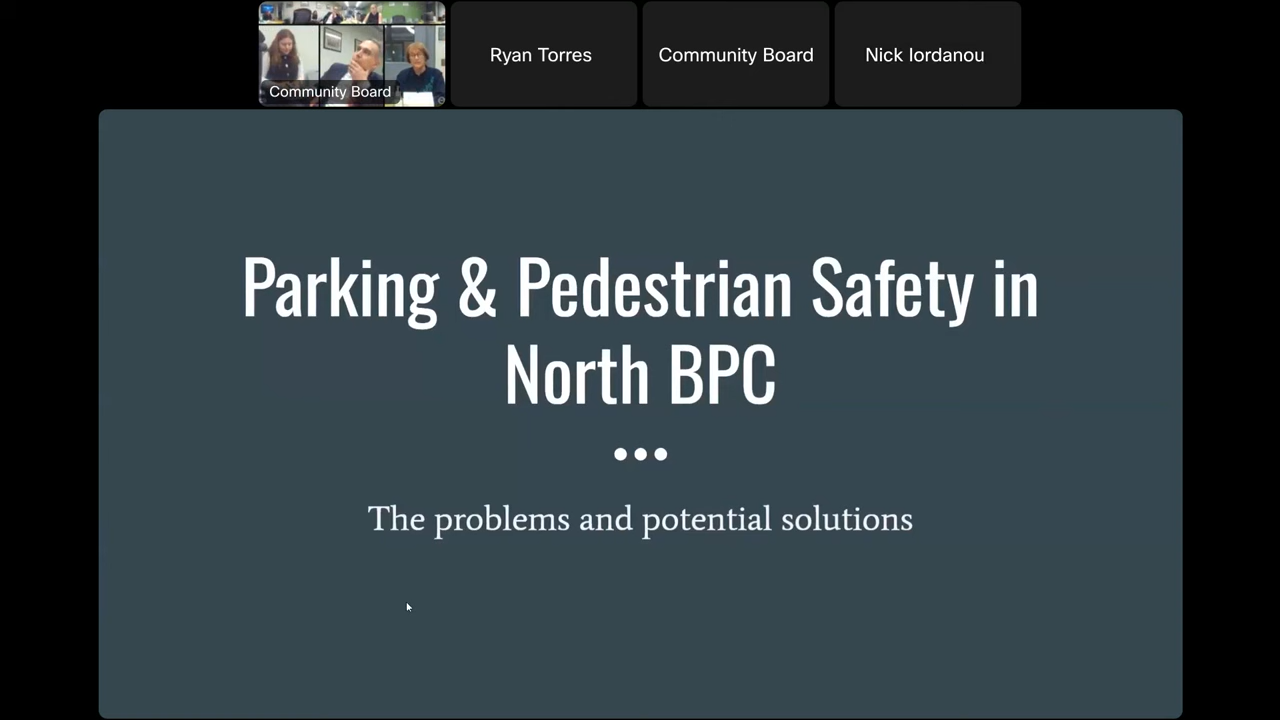 Community Board
Ryan Torres
Community Board
Nick Iordanou
Parking & Pedestrian Safety in
North BPC
The problems and potential solutions